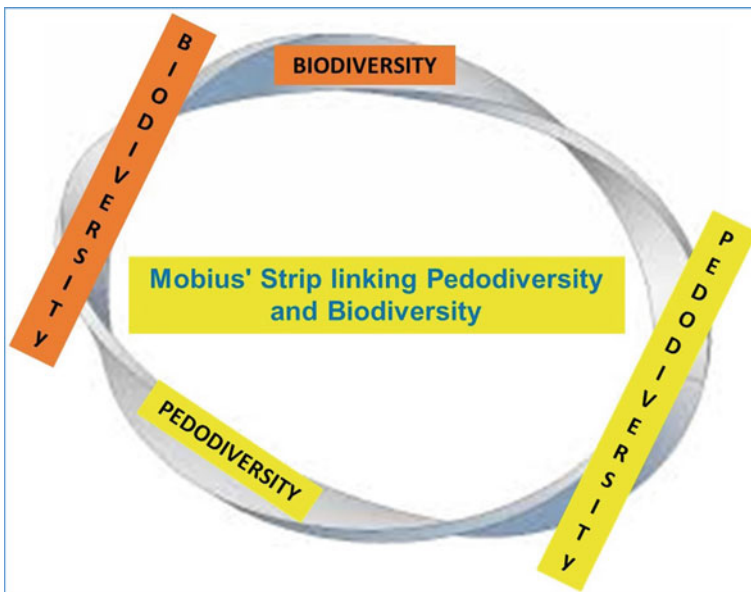 BIODIVERSITY
BIODIVERSITy
Mobius' Strip linking Pedodiversity
and Biodiversity
PEDODIVERSITy
PEDODIVERSITY